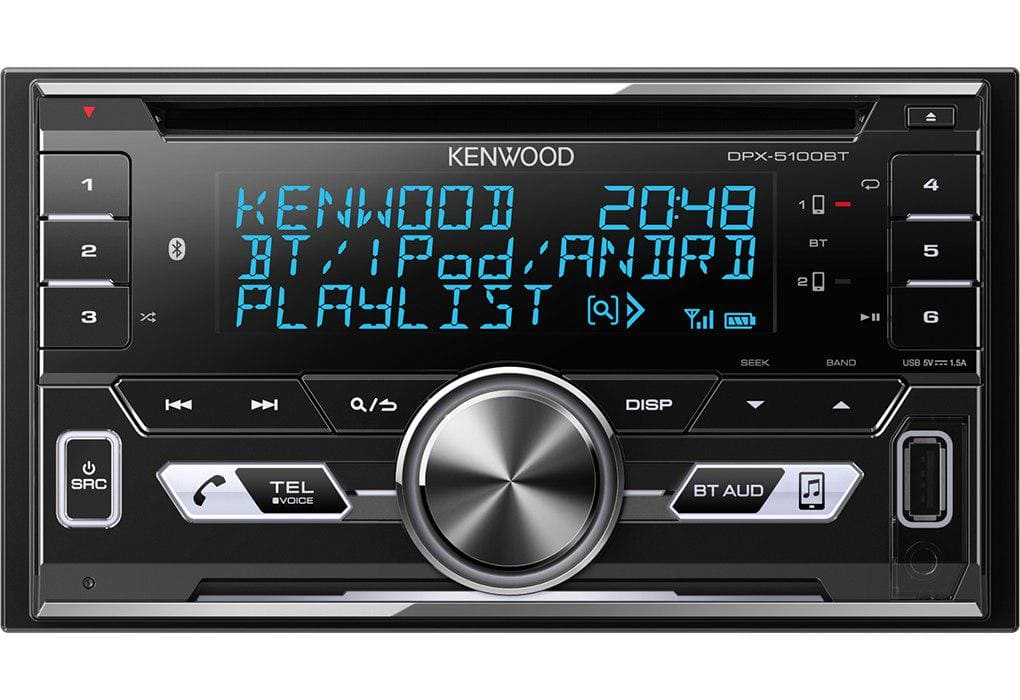 KENWOOD DPX-5100BT
1
2
3
KENWOOD 20:48
BT/iPod/ANDRD
PLAYLIST
1
BT
2
4
5
6
SEEK BAND USB 5V 1.5A
DISP
SRC
TEL
VOICE
BT AUD